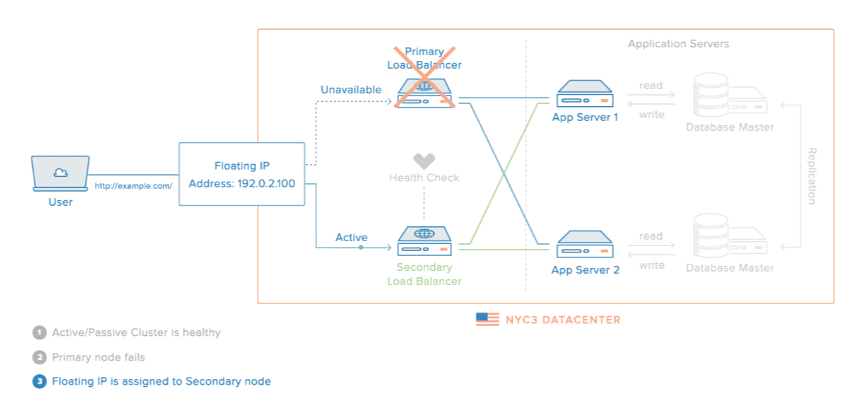 Application Servers
Primary
Load Balancer
Unavailable
read
write
App Server 1
Database Master
Floating IP
Address: 192.0.2.100
http://example.com/
User
Health Check
Replication
Active
Secondary
Load Balancer
read
write
App Server 2
Database Master
NYC3 DATACENTER
1 Active/Passive Cluster is healthy
2 Primary node fails
3 Floating IP is assigned to Secondary node